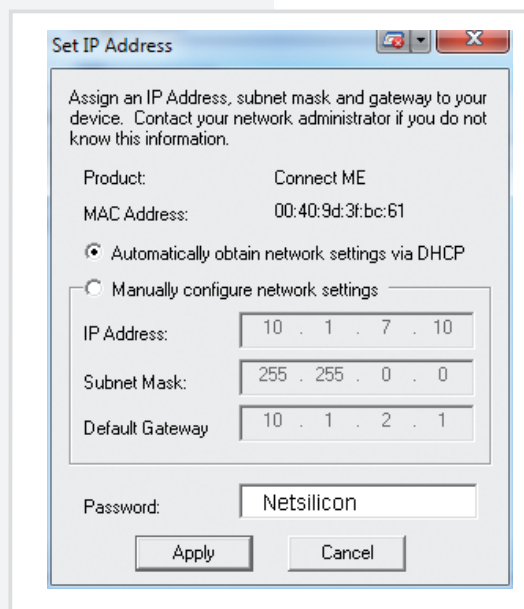 Set IP Address
Assign an IP Address, subnet mask and gateway to your
device. Contact your network administrator if you do not
know this information.
Product: Connect ME
MAC Address: 00:40:9d:3f:bc:61
Automatically obtain network settings via DHCP
Manually configure network settings
IP Address: 10 . 1 . 7 . 10
Subnet Mask: 255 . 255 . 0 . 0
Default Gateway 10 . 1 . 2 . 1
Password: Netsilicon
Apply Cancel